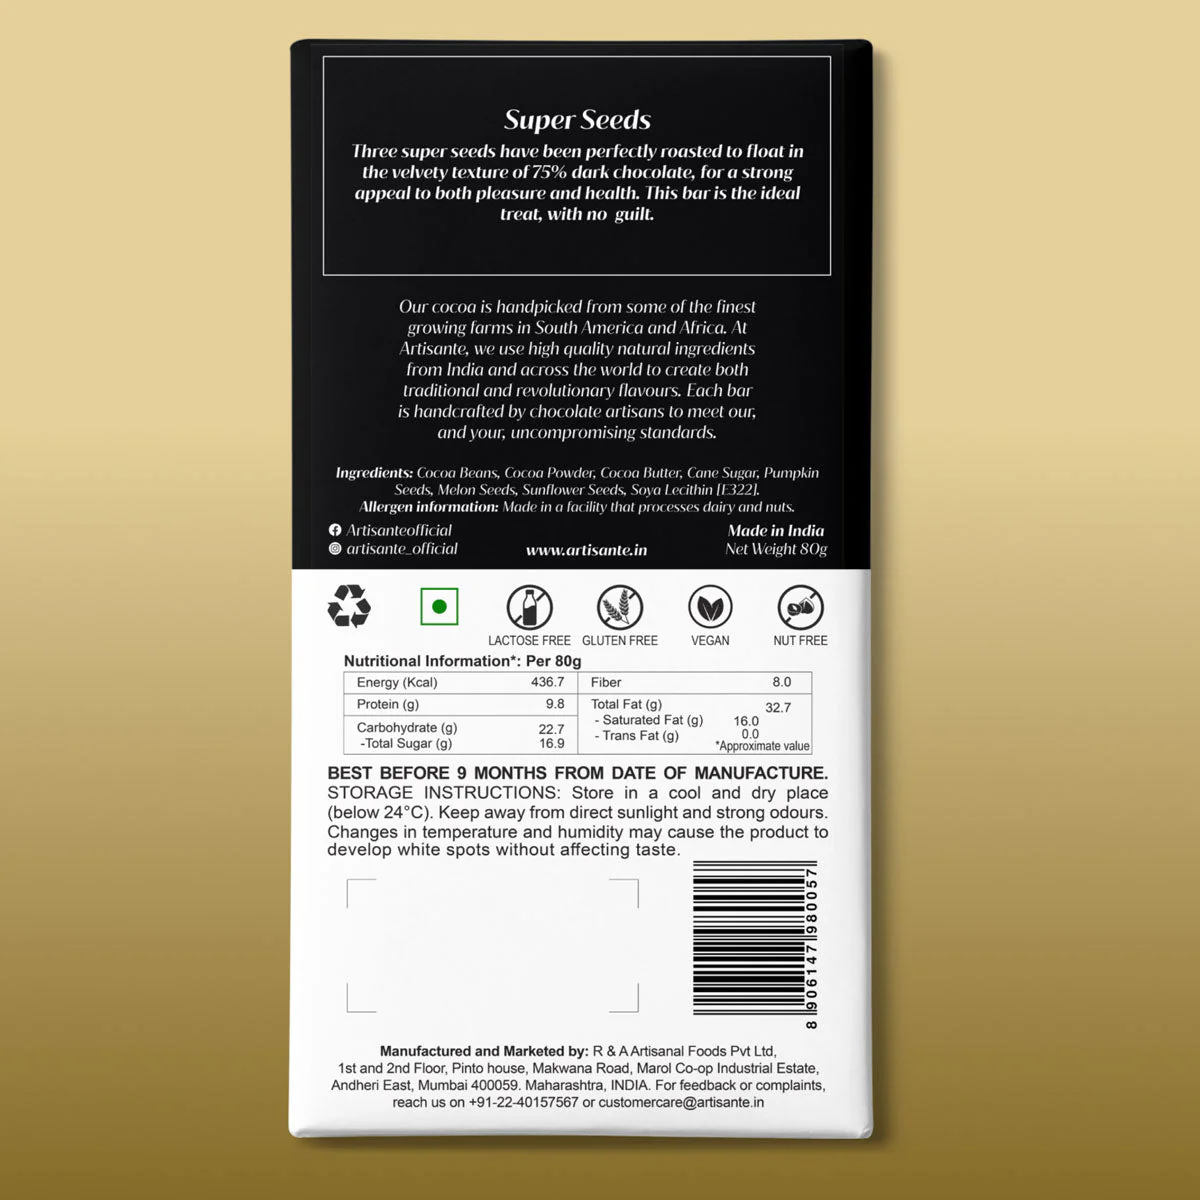 Super Seeds
Three super seeds have been perfectly roasted to float in
the velvety texture of 75% dark chocolate, for a strong
appeal to both pleasure and health. This bar is the ideal
treat, with no guilt.
Our cocoa is handpicked from some of the finest
growing farms in South America and Africa. At
Artisante, we use high quality natural ingredients
from India and across the world to create both
traditional and revolutionary flavours. Each bar
is handcrafted by chocolate artisans to meet our,
and your, uncompromising standards.
Ingredients: Cocoa Beans, Cocoa Powder, Cocoa Butter, Cane Sugar, Pumpkin
Seeds, Melon Seeds, Sunflower Seeds, Soya Lecithin [E322].
Allergen information: Made in a facility that processes dairy and nuts.
Artisanteofficial
artisante_official
www.artisante.in
Made in India
Net Weight 80g
LACTOSE FREE GLUTEN FREE VEGAN NUT FREE
Nutritional Information*: Per 80g
Energy (Kcal) 436.7
Protein (g) 9.8
Carbohydrate (g) 22.7
-Total Sugar (g) 16.9
Fiber 8.0
Total Fat (g) 32.7
- Saturated Fat (g) 16.0
- Trans Fat (g) 0.0
*Approximate value
BEST BEFORE 9 MONTHS FROM DATE OF MANUFACTURE.
STORAGE INSTRUCTIONS: Store in a cool and dry place
(below 24°C). Keep away from direct sunlight and strong odours.
Changes in temperature and humidity may cause the product to
develop white spots without affecting taste.
8 906147 980057
Manufactured and Marketed by: R & A Artisanal Foods Pvt Ltd,
1st and 2nd Floor, Pinto house, Makwana Road, Marol Co-op Industrial Estate,
Andheri East, Mumbai 400059. Maharashtra, INDIA. For feedback or complaints,
reach us on +91-22-40157567 or customercare@artisante.in